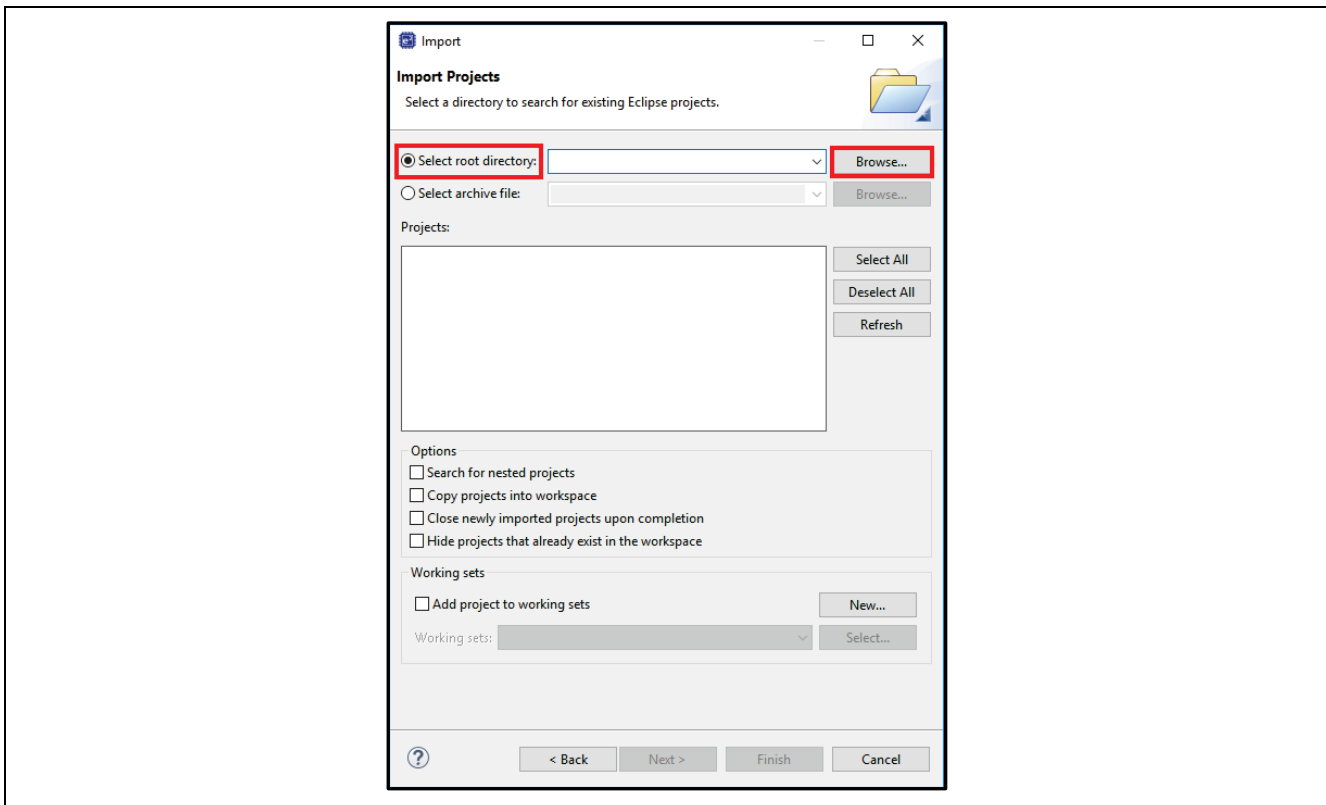 Import
Import Projects
Select a directory to search for existing Eclipse projects.
Select root directory: Browse...
Select archive file: Browse...
Projects:
Select All
Deselect All
Refresh
Options
Search for nested projects
Copy projects into workspace
Close newly imported projects upon completion
Hide projects that already exist in the workspace
Working sets
Add project to working sets New...
Working sets: Select...
? < Back Next > Finish Cancel